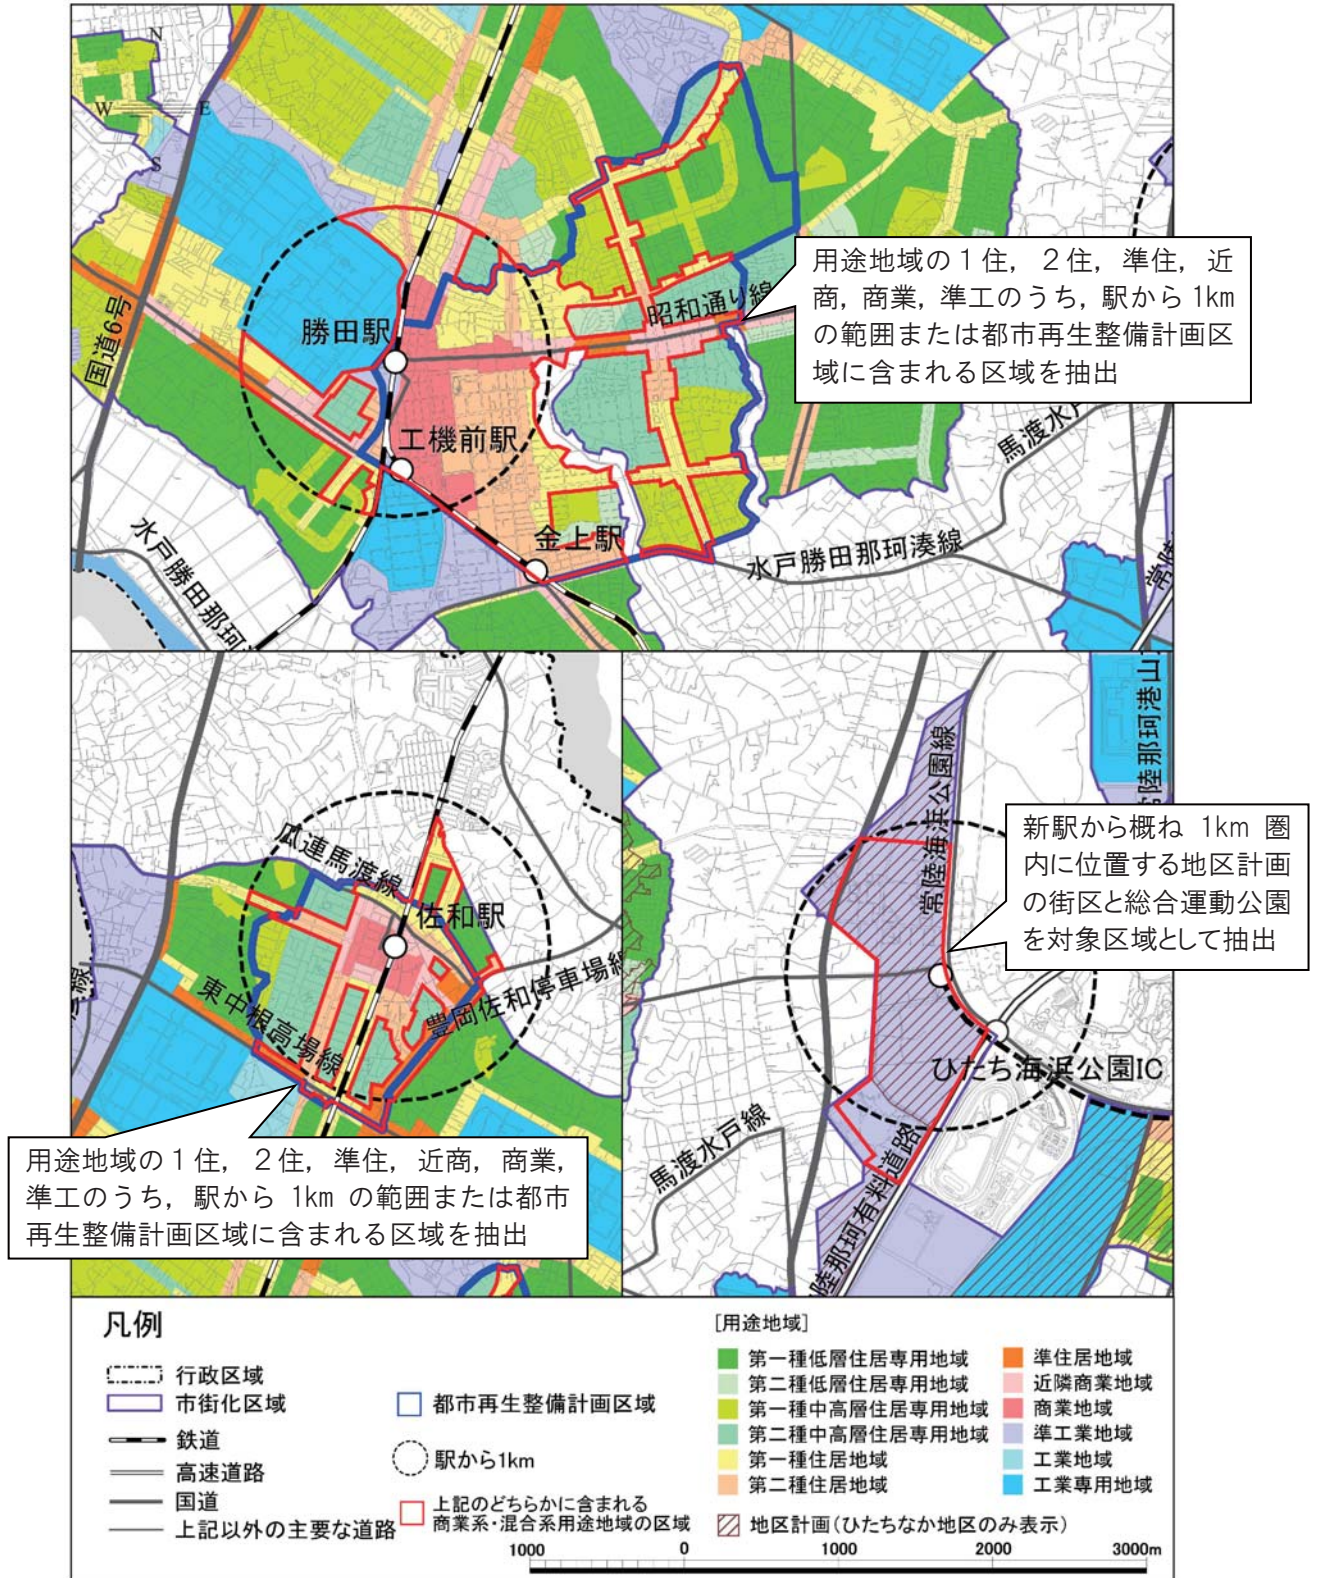 N
W E
S
国道6号
勝田駅
工機前駅
金上駅
昭和通り線
用途地域の1住，2住，準住，近
商，商業，準工のうち，駅から1km
の範囲または都市再生整備計画区
域に含まれる区域を抽出
馬渡水戸
水戸勝田那珂湊線
水戸勝田那珂
常陸
瓜連馬渡線
佐和駅
東中根高場線
豊岡佐和停車場線
用途地域の1住，2住，準住，近商，商業，
準工のうち，駅から 1km の範囲または都市
再生整備計画区域に含まれる区域を抽出
常陸海浜公園線
常陸那珂港山
新駅から概ね 1km 圏
内に位置する地区計画
の街区と総合運動公園
を対象区域として抽出
ひたち海浜公園IC
馬渡水戸線
陸那珂有料道路
凡例
行政区域
市街化区域
鉄道
高速道路
国道
上記以外の主要な道路
都市再生整備計画区域
駅から1km
上記のどちらかに含まれる
商業系・混合系用途地域の区域
[用途地域]
第一種低層住居専用地域
第二種低層住居専用地域
第一種中高層住居専用地域
第二種中高層住居専用地域
第一種住居地域
第二種住居地域
準住居地域
近隣商業地域
商業地域
準工業地域
工業地域
工業専用地域
地区計画(ひたちなか地区のみ表示)
1000 0 1000 2000 3000m